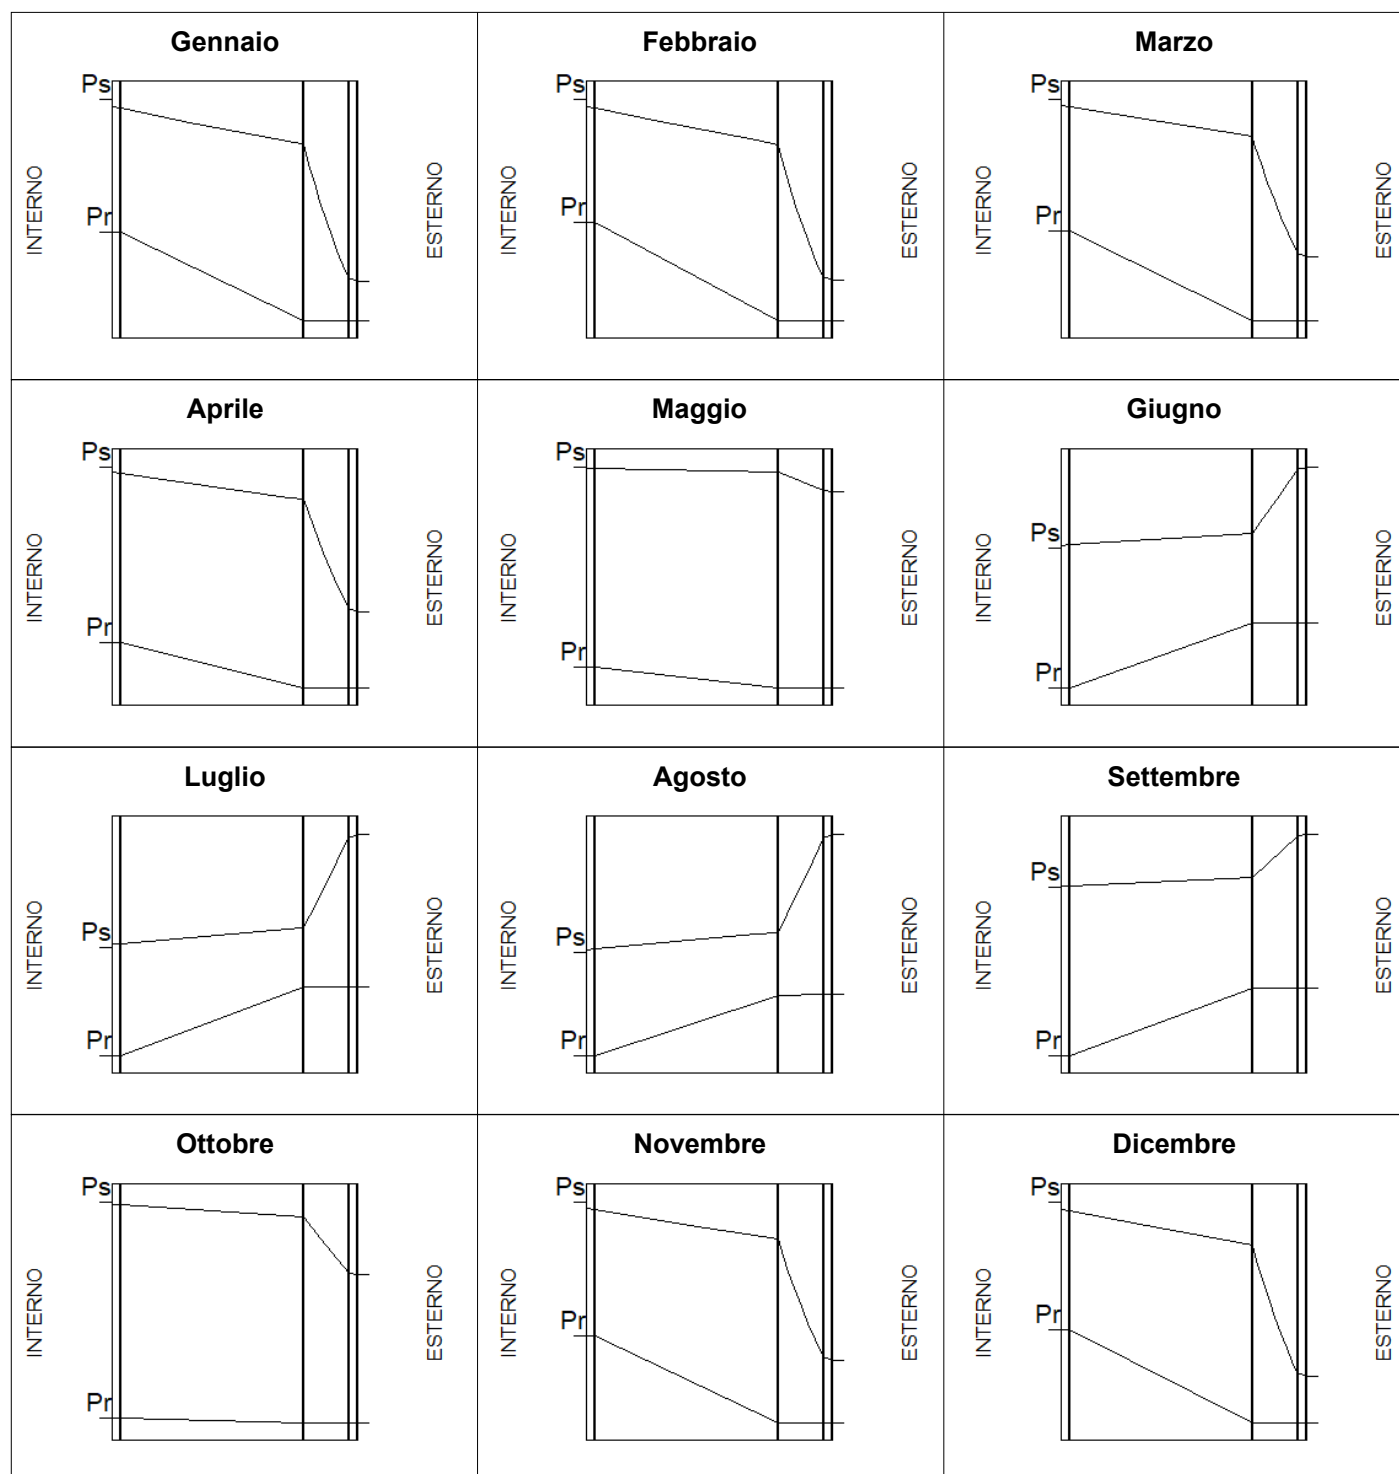 Gennaio
Ps
Pr
INTERNO
ESTERNO
Febbraio
Ps
Pr
INTERNO
ESTERNO
Marzo
Ps
Pr
INTERNO
ESTERNO
Aprile
Ps
Pr
INTERNO
ESTERNO
Maggio
Ps
Pr
INTERNO
ESTERNO
Giugno
Ps
Pr
INTERNO
ESTERNO
Luglio
Ps
Pr
INTERNO
ESTERNO
Agosto
Ps
Pr
INTERNO
ESTERNO
Settembre
Ps
Pr
INTERNO
ESTERNO
Ottobre
Ps
Pr
INTERNO
ESTERNO
Novembre
Ps
Pr
INTERNO
ESTERNO
Dicembre
Ps
Pr
INTERNO
ESTERNO